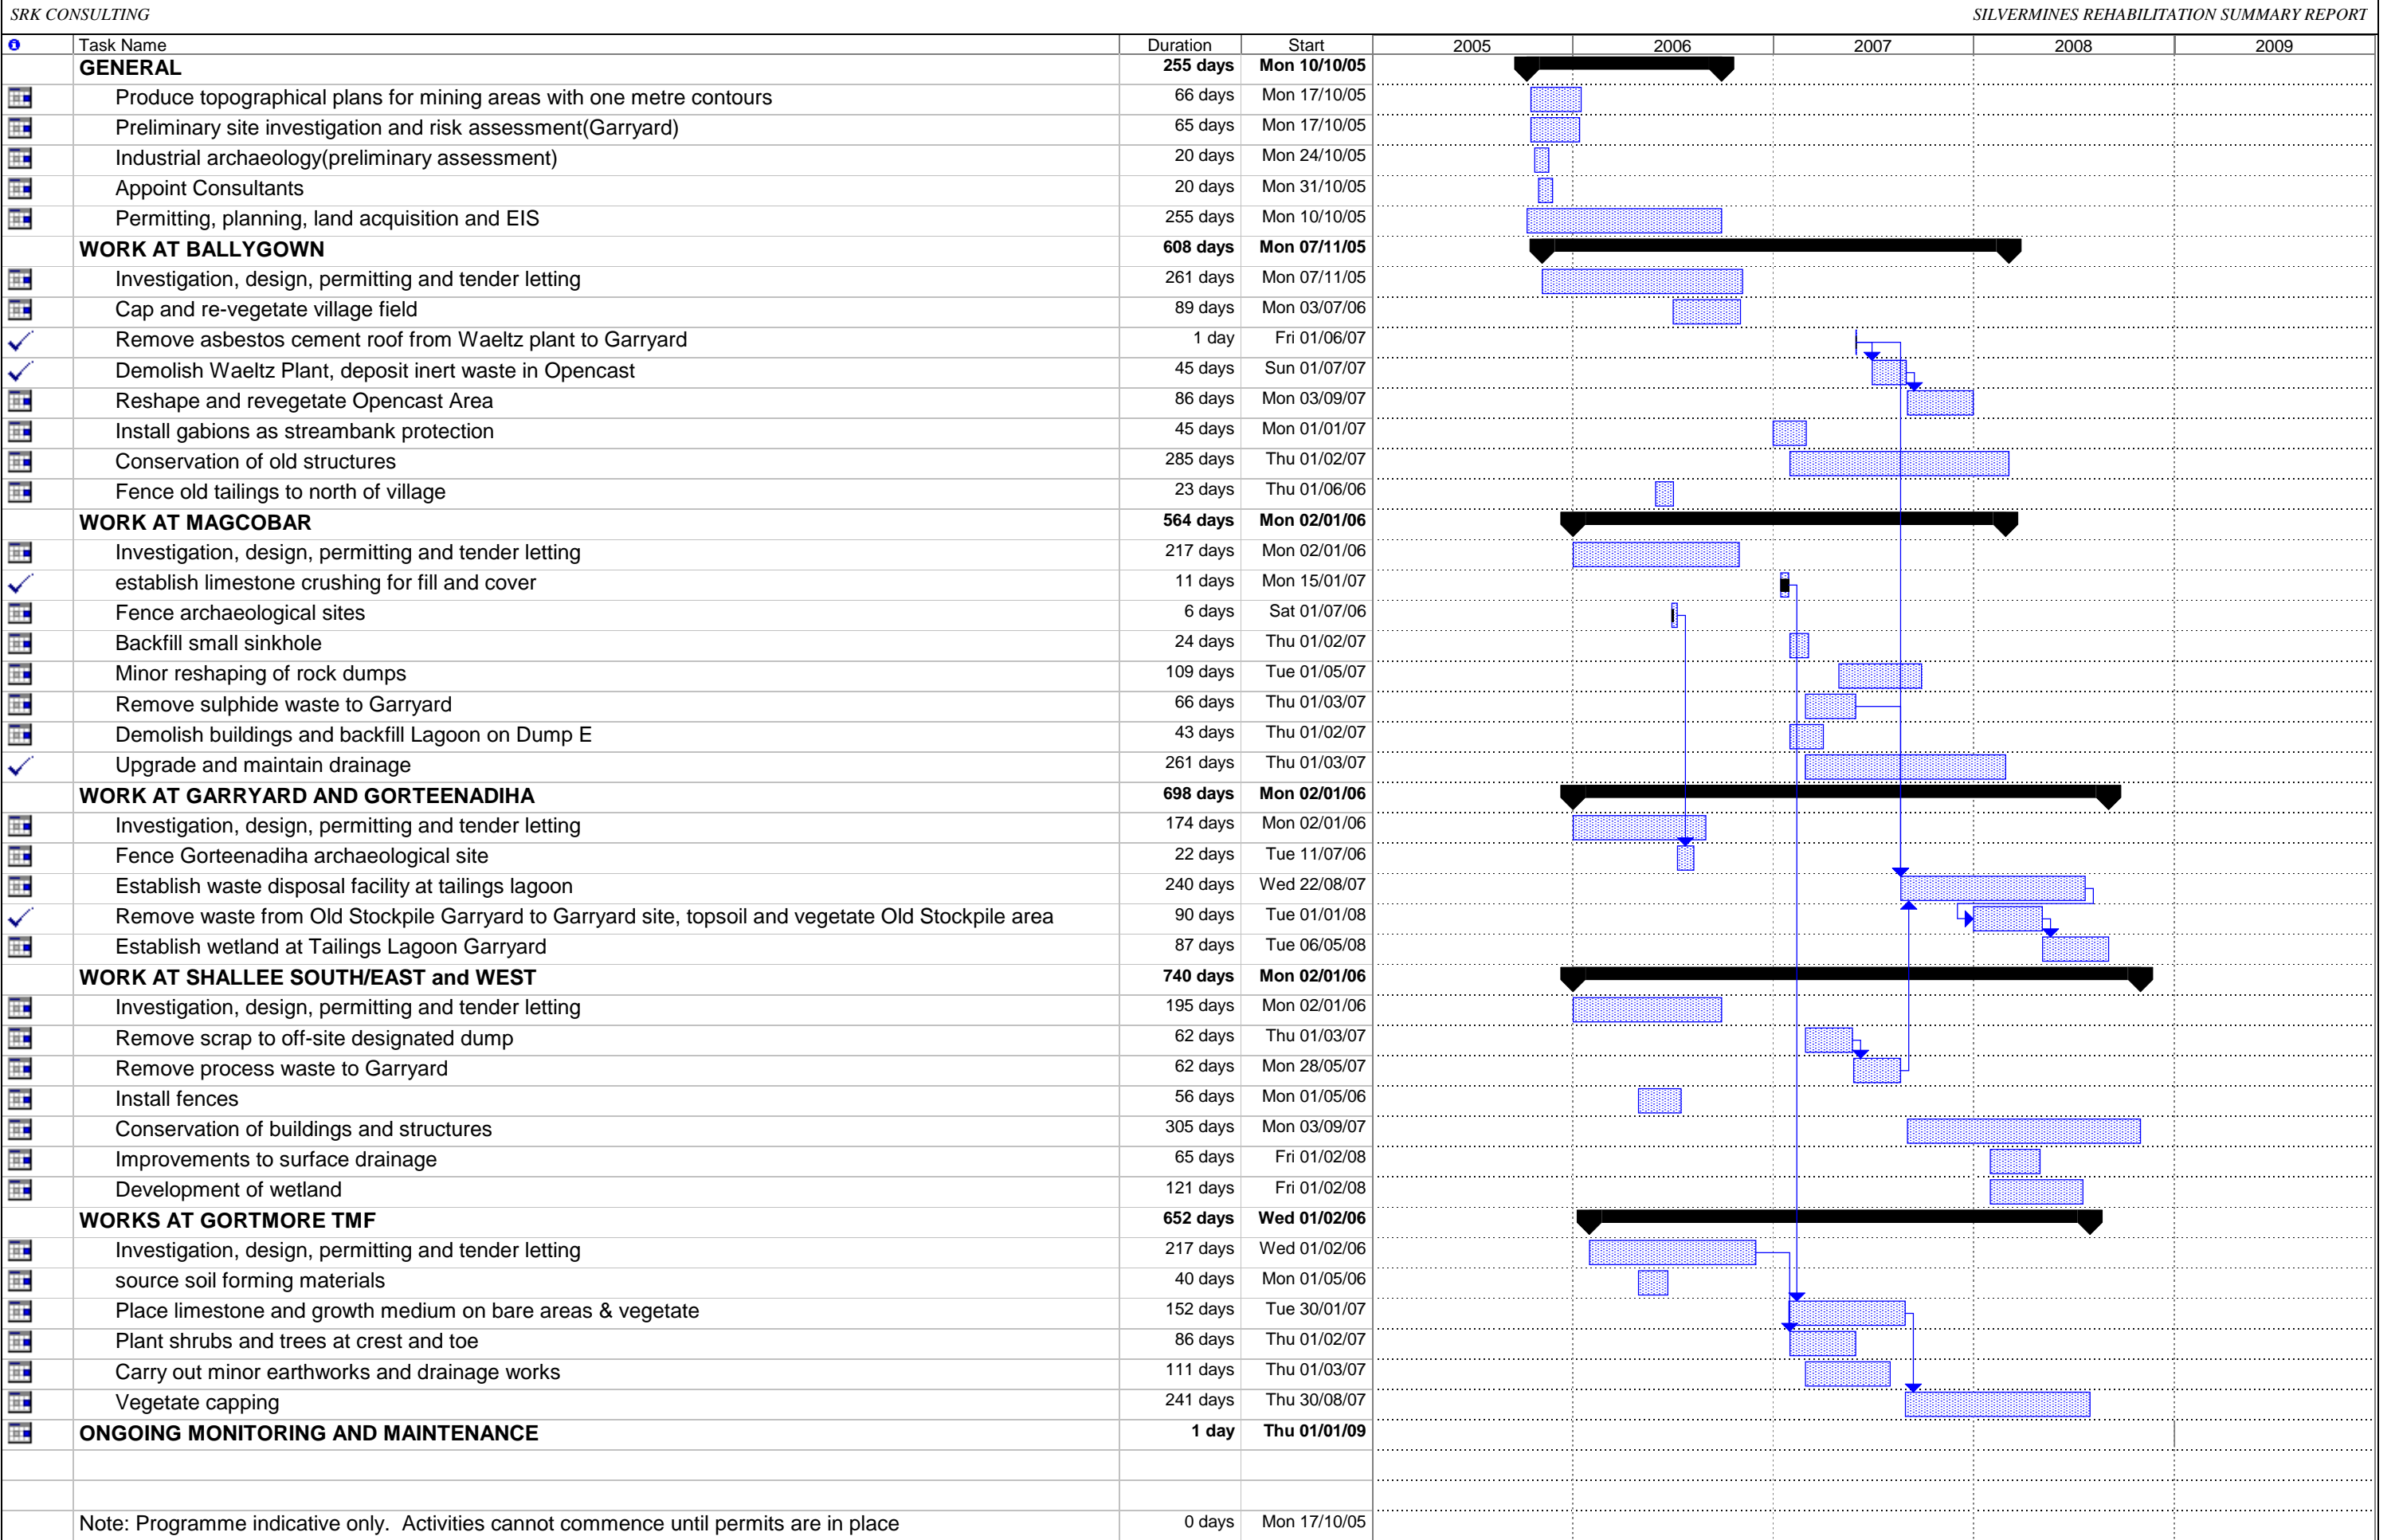 SRK CONSULTING SILVERMINES REHABILITATION SUMMARY REPORT
Task Name Duration Start 2005 2006 2007 2008 2009
GENERAL 255 days Mon 10/10/05
Produce topographical plans for mining areas with one metre contours 66 days Mon 17/10/05
Preliminary site investigation and risk assessment(Garryard) 65 days Mon 17/10/05
Industrial archaeology(preliminary assessment) 20 days Mon 24/10/05
Appoint Consultants 20 days Mon 31/10/05
Permitting, planning, land acquisition and EIS 255 days Mon 10/10/05
WORK AT BALLYGOWN 608 days Mon 07/11/05
Investigation, design, permitting and tender letting 261 days Mon 07/11/05
Cap and re-vegetate village field 89 days Mon 03/07/06
Remove asbestos cement roof from Waeltz plant to Garryard 1 day Fri 01/06/07
Demolish Waeltz Plant, deposit inert waste in Opencast 45 days Sun 01/07/07
Reshape and revegetate Opencast Area 86 days Mon 03/09/07
Install gabions as streambank protection 45 days Mon 01/01/07
Conservation of old structures 285 days Thu 01/02/07
Fence old tailings to north of village 23 days Thu 01/06/06
WORK AT MAGCOBAR 564 days Mon 02/01/06
Investigation, design, permitting and tender letting 217 days Mon 02/01/06
establish limestone crushing for fill and cover 11 days Mon 15/01/07
Fence archaeological sites 6 days Sat 01/07/06
Backfill small sinkhole 24 days Thu 01/02/07
Minor reshaping of rock dumps 109 days Tue 01/05/07
Remove sulphide waste to Garryard 66 days Thu 01/03/07
Demolish buildings and backfill Lagoon on Dump E 43 days Thu 01/02/07
Upgrade and maintain drainage 261 days Thu 01/03/07
WORK AT GARRYARD AND GORTEENADIHA 698 days Mon 02/01/06
Investigation, design, permitting and tender letting 174 days Mon 02/01/06
Fence Gorteenadiha archaeological site 22 days Tue 11/07/06
Establish waste disposal facility at tailings lagoon 240 days Wed 22/08/07
Remove waste from Old Stockpile Garryard to Garryard site, topsoil and vegetate Old Stockpile area 90 days Tue 01/01/08
Establish wetland at Tailings Lagoon Garryard 87 days Tue 06/05/08
WORK AT SHALLEE SOUTH/EAST and WEST 740 days Mon 02/01/06
Investigation, design, permitting and tender letting 195 days Mon 02/01/06
Remove scrap to off-site designated dump 62 days Thu 01/03/07
Remove process waste to Garryard 62 days Mon 28/05/07
Install fences 56 days Mon 01/05/06
Conservation of buildings and structures 305 days Mon 03/09/07
Improvements to surface drainage 65 days Fri 01/02/08
Development of wetland 121 days Fri 01/02/08
WORKS AT GORTMORE TMF 652 days Wed 01/02/06
Investigation, design, permitting and tender letting 217 days Wed 01/02/06
source soil forming materials 40 days Mon 01/05/06
Place limestone and growth medium on bare areas & vegetate 152 days Tue 30/01/07
Plant shrubs and trees at crest and toe 86 days Thu 01/02/07
Carry out minor earthworks and drainage works 111 days Thu 01/03/07
Vegetate capping 241 days Thu 30/08/07
ONGOING MONITORING AND MAINTENANCE 1 day Thu 01/01/09
Note: Programme indicative only. Activities cannot commence until permits are in place 0 days Mon 17/10/05